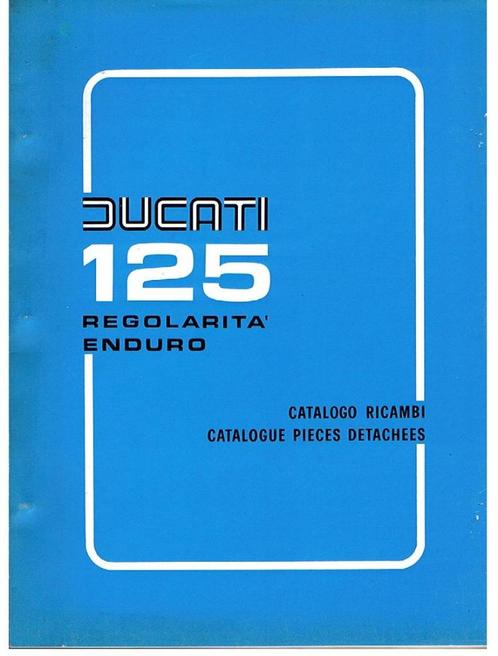 DUCATI
125
REGOLARITA'
ENDURO
CATALOGO RICAMBI
CATALOGUE PIECES DETACHEES